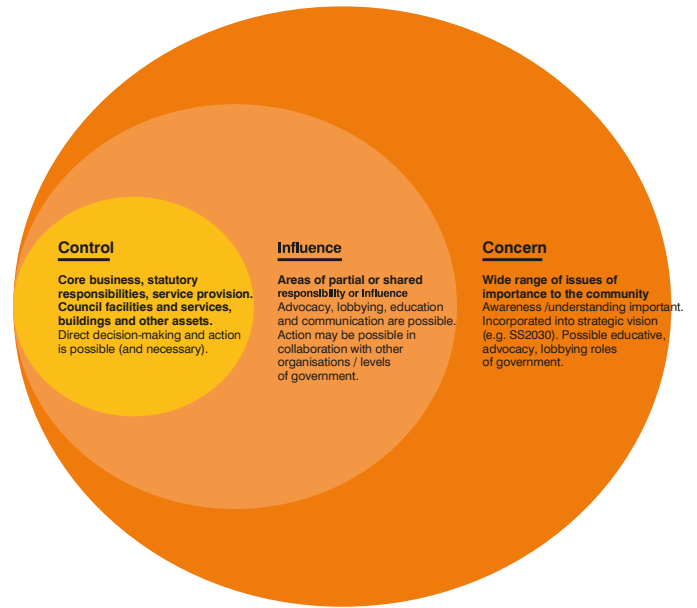 Control
Core business, statutory
responsibilities, service provision.
Council facilities and services,
buildings and other assets.
Direct decision-making and action
is possible (and necessary).
Influence
Areas of partial or shared
responsibility or influence
Advocacy, lobbying, education
and communication are possible.
Action may be possible in
collaboration with other
organisations / levels
of government.
Concern
Wide range of issues of
importance to the community
Awareness /understanding important.
Incorporated into strategic vision
(e.g. SS2030). Possible educative,
advocacy, lobbying roles
of government.